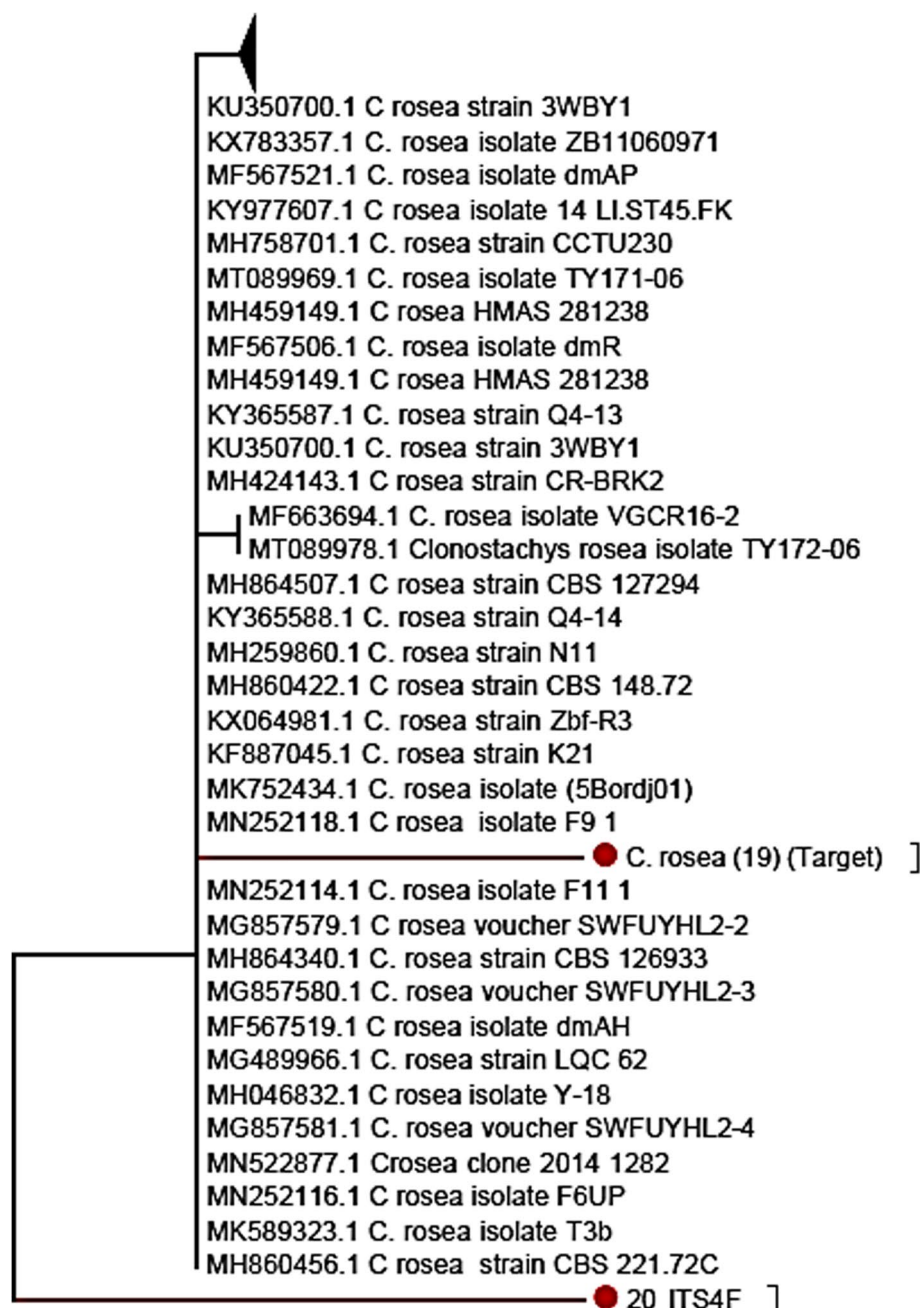 KU350700.1 C rosea strain 3WBY1
KX783357.1 C. rosea isolate ZB11060971
MF567521.1 C. rosea isolate dmAP
KY977607.1 C rosea isolate 14 LI.ST45.FK
MH758701.1 C. rosea strain CCTU230
MT089969.1 C. rosea isolate TY171-06
MH459149.1 C rosea HMAS 281238
MF567506.1 C. rosea isolate dmR
MH459149.1 C rosea HMAS 281238
KY365587.1 C. rosea strain Q4-13
KU350700.1 C. rosea strain 3WBY1
MH424143.1 C rosea strain CR-BRK2
MF663694.1 C. rosea isolate VGCR16-2
MT089978.1 Clonostachys rosea isolate TY172-06
MH864507.1 C rosea strain CBS 127294
KY365588.1 C. rosea strain Q4-14
MH259860.1 C. rosea strain N11
MH860422.1 C rosea strain CBS 148.72
KX064981.1 C. rosea strain Zbf-R3
KF887045.1 C. rosea strain K21
MK752434.1 C. rosea isolate (5Bordj01)
MN252118.1 C rosea isolate F9 1
C. rosea (19) (Target) ]
MN252114.1 C. rosea isolate F11 1
MG857579.1 C rosea voucher SWFUYHL2-2
MH864340.1 C. rosea strain CBS 126933
MG857580.1 C. rosea voucher SWFUYHL2-3
MF567519.1 C rosea isolate dmAH
MG489966.1 C. rosea strain LQC 62
MH046832.1 C rosea isolate Y-18
MG857581.1 C. rosea voucher SWFUYHL2-4
MN522877.1 Crosea clone 2014 1282
MN252116.1 C rosea isolate F6UP
MK589323.1 C. rosea isolate T3b
MH860456.1 C rosea strain CBS 221.72C
20 ITS4F ]